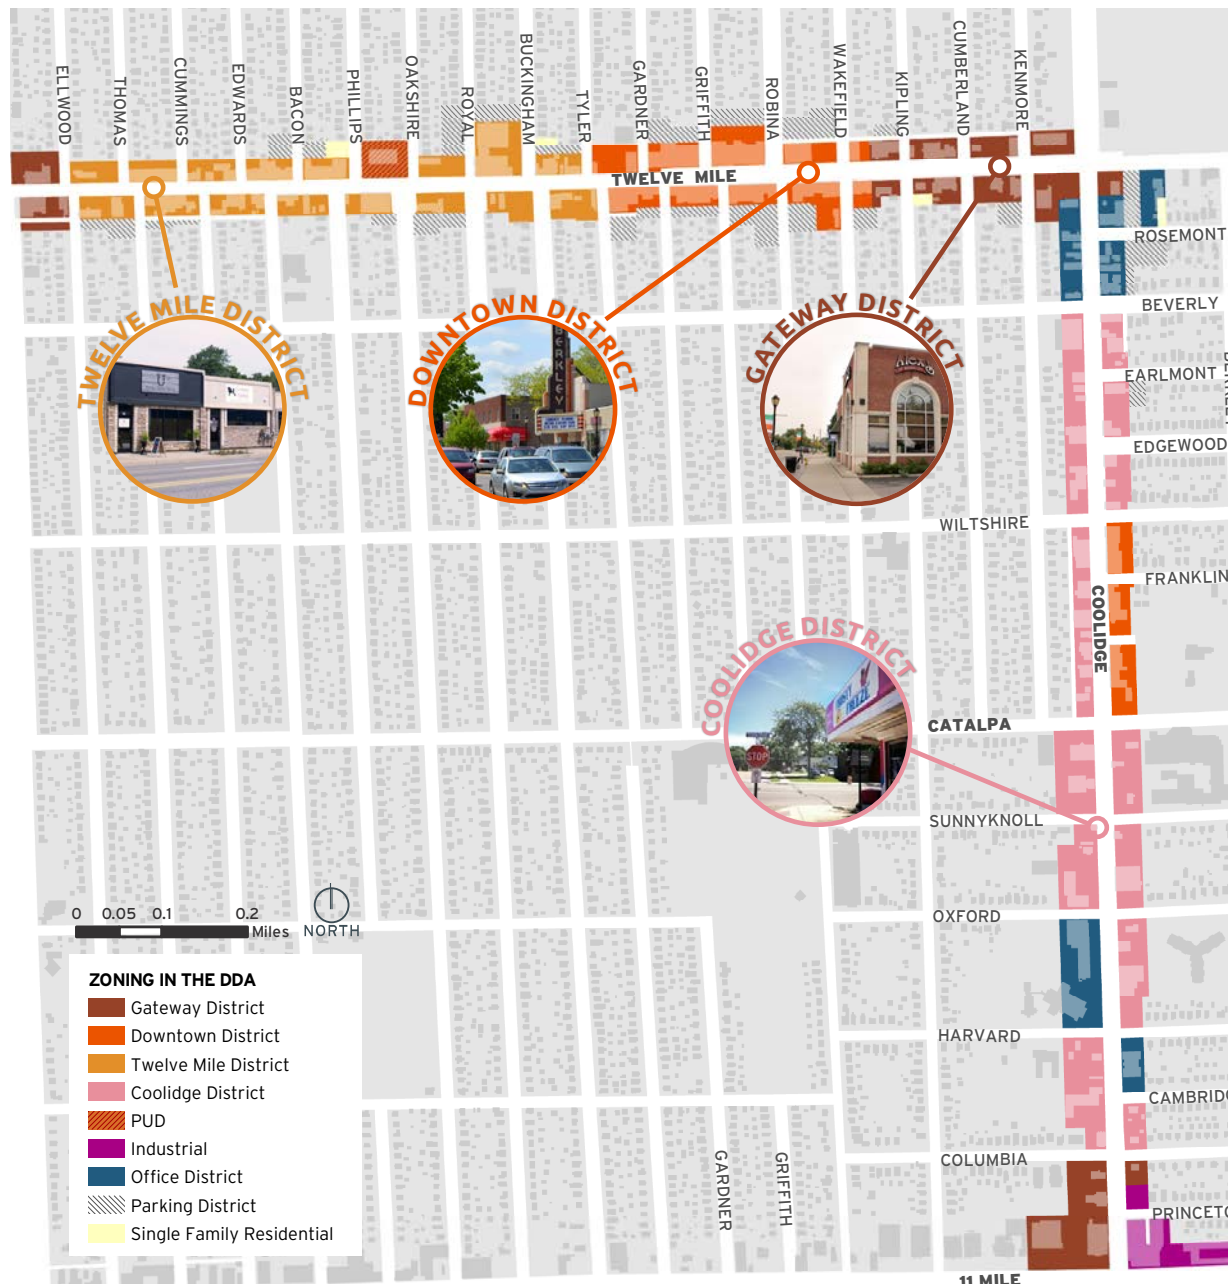 ELLWOOD
THOMAS
CUMMINGS
EDWARDS
BACON
PHILLIPS
OAKSHIRE
ROYAL
BUCKINGHAM
TYLER
GARDNER
GRIFFITH
ROBINA
WAKEFIELD
KIPLING
CUMBERLAND
KENMORE
TWELVE MILE
ROSEMONT
BEVERLY
EARLMONT
EDGEWOOD
WILTSHIRE
FRANKLIN
COOLIDGE
TWELVE MILE DISTRICT
DOWNTOWN DISTRICT
BERKLEY
GATEWAY DISTRICT
COOLIDGE DISTRICT
FREEZE
STOP
CATALPA
SUNNYKNOLL
OXFORD
HARVARD
CAMBRIDG
COLUMBIA
PRINCETO
11 MILE
GARDNER
GRIFFITH
0 0.05 0.1 0.2
Miles
NORTH
ZONING IN THE DDA
Gateway District
Downtown District
Twelve Mile District
Coolidge District
PUD
Industrial
Office District
Parking District
Single Family Residential